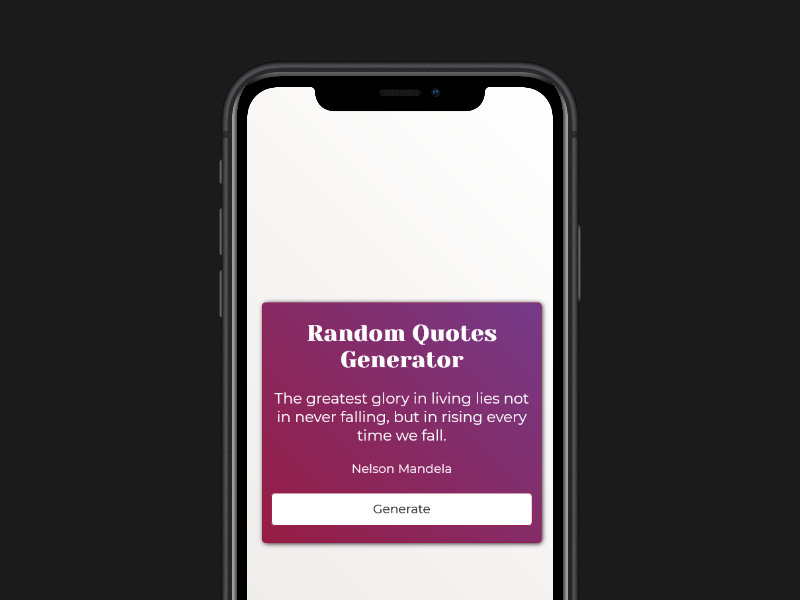 Random Quotes
Generator
The greatest glory in living lies not
in never falling, but in rising every
time we fall.
Nelson Mandela
Generate